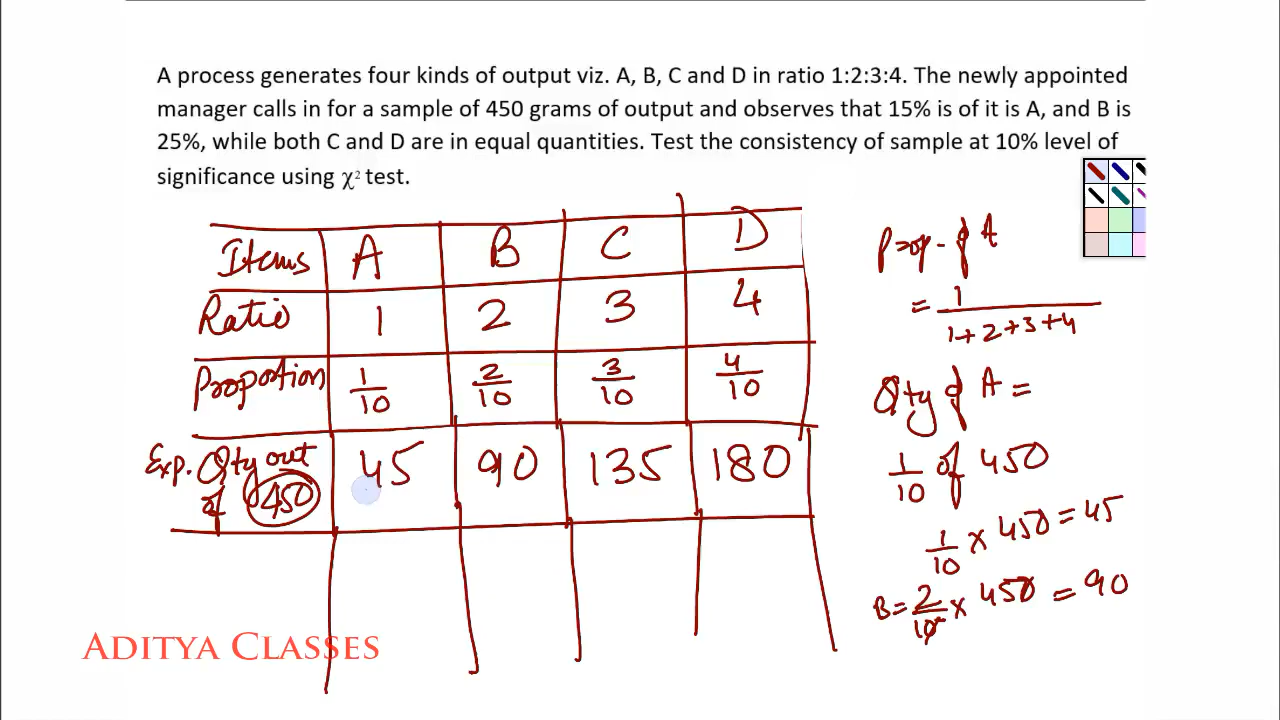 A process generates four kinds of output viz. A, B, C and D in ratio 1:2:3:4. The newly appointed
manager calls in for a sample of 450 grams of output and observes that 15% is of it is A, and B is
25%, while both C and D are in equal quantities. Test the consistency of sample at 10% level of
significance using χ² test.
Items A B C D
Ratio 1 2 3 4
Proportion 1/10 2/10 3/10 4/10
Exp. Qty out of 450 45 90 135 180
Prop. of A
= 1/(1+2+3+4)
Qty of A =
1/10 of 450
1/10 × 450 = 45
B = 2/10 × 450 = 90
ADITYA CLASSES